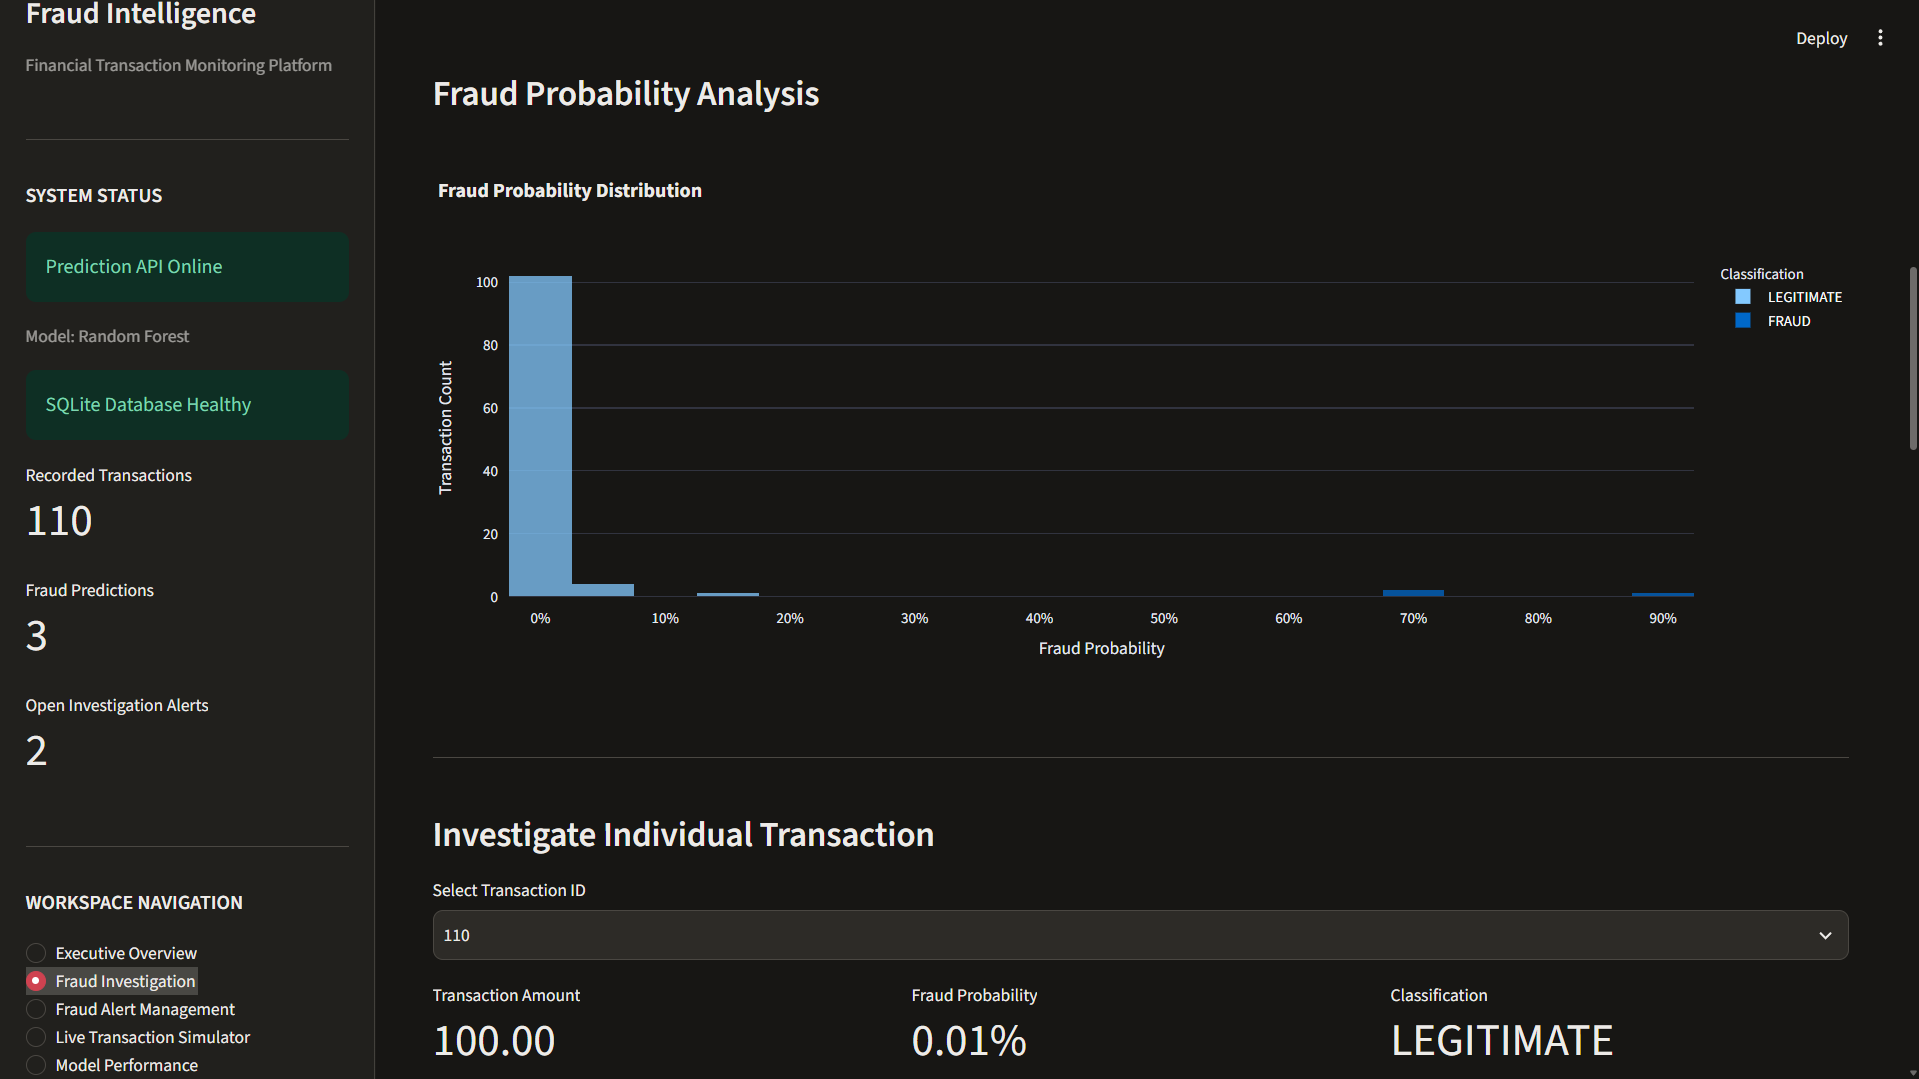 Fraud Intelligence
Financial Transaction Monitoring Platform
SYSTEM STATUS
Prediction API Online
Model: Random Forest
SQLite Database Healthy
Recorded Transactions
110
Fraud Predictions
3
Open Investigation Alerts
2
WORKSPACE NAVIGATION
Executive Overview
Fraud Investigation
Fraud Alert Management
Live Transaction Simulator
Model Performance
Deploy
Fraud Probability Analysis
Fraud Probability Distribution
Transaction Count
100
80
60
40
20
0
0% 10% 20% 30% 40% 50% 60% 70% 80% 90%
Fraud Probability
Classification
LEGITIMATE
FRAUD
Investigate Individual Transaction
Select Transaction ID
110
Transaction Amount Fraud Probability Classification
100.00 0.01% LEGITIMATE